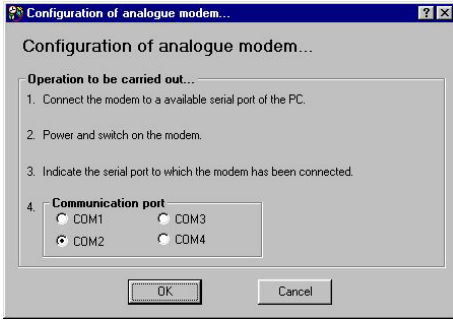 Configuration of analogue modem...
Configuration of analogue modem...
Operation to be carried out...
1. Connect the modem to a available serial port of the PC.
2. Power and switch on the modem.
3. Indicate the serial port to which the modem has been connected.
4. Communication port
COM1 COM3
COM2 COM4
OK Cancel